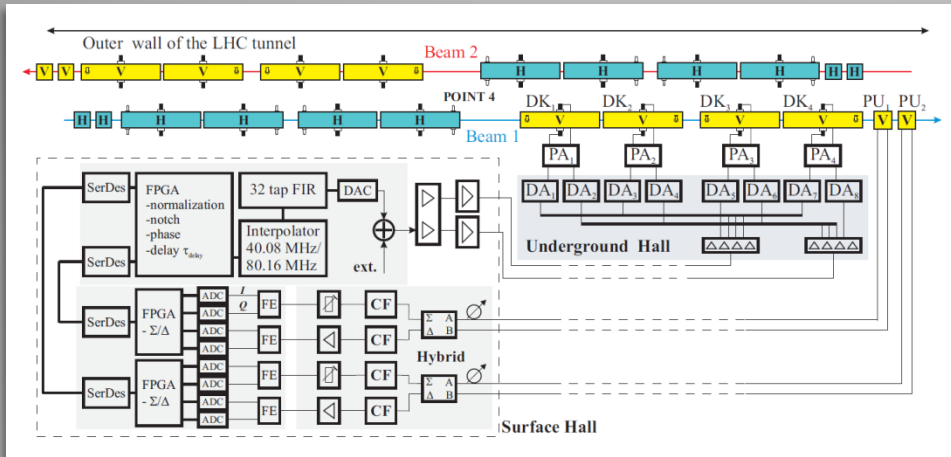 Outer wall of the LHC tunnel
Beam 2
V V V V V V H H H H H H
POINT 4
DK1 DK2 DK3 DK4 PU1 PU2
H H H H H H V V V V V V
Beam 1
PA1 PA2 PA3 PA4
SerDes
FPGA
-normalization
-notch
-phase
-delay τdelay
32 tap FIR
DAC
Interpolator
40.08 MHz/
80.16 MHz
ext.
DA1 DA2 DA3 DA4 DA5 DA6 DA7 DA8
Underground Hall
SerDes
SerDes
FPGA
- Σ/Δ
ADC
ADC
ADC
ADC
I
Q
FE
FE
CF
CF
Σ A
Δ B
Hybrid
SerDes
FPGA
- Σ/Δ
ADC
ADC
ADC
ADC
FE
FE
CF
CF
Σ A
Δ B
Surface Hall